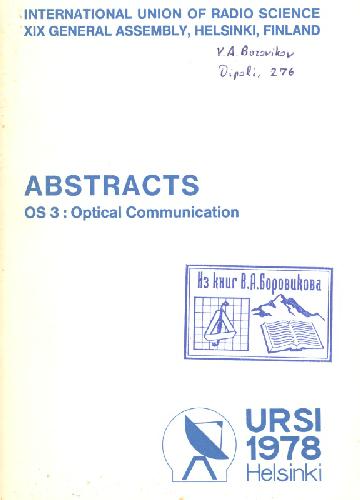 INTERNATIONAL UNION OF RADIO SCIENCE
XIX GENERAL ASSEMBLY, HELSINKI, FINLAND
V.A. Borovikov
Dipoli, 276
ABSTRACTS
OS 3 : Optical Communication
Из книг В.А.Боровикова
URSI
1978
Helsinki